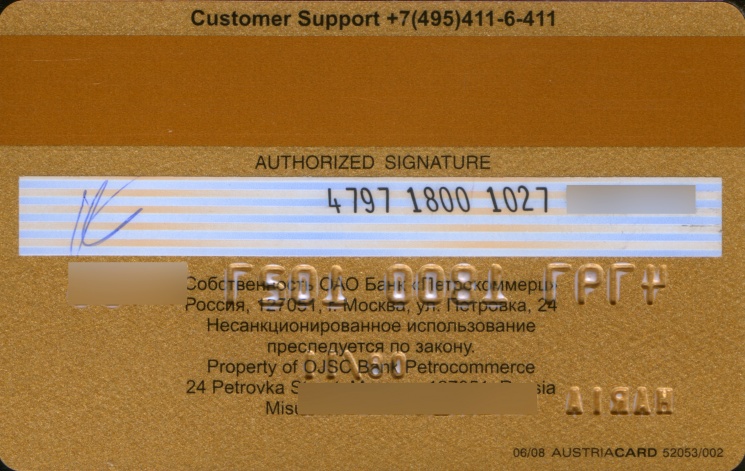 Customer Support +7(495)411-6-411
AUTHORIZED SIGNATURE
4797 1800 1027
Собственность ОАО Банк «Петрокоммерц»
Россия, 127051, г. Москва, ул. Петровка, 24
Несанкционированное использование
преследуется по закону.
Property of OJSC Bank Petrocommerce
24 Petrovka
06/08 AUSTRIACARD 52053/002